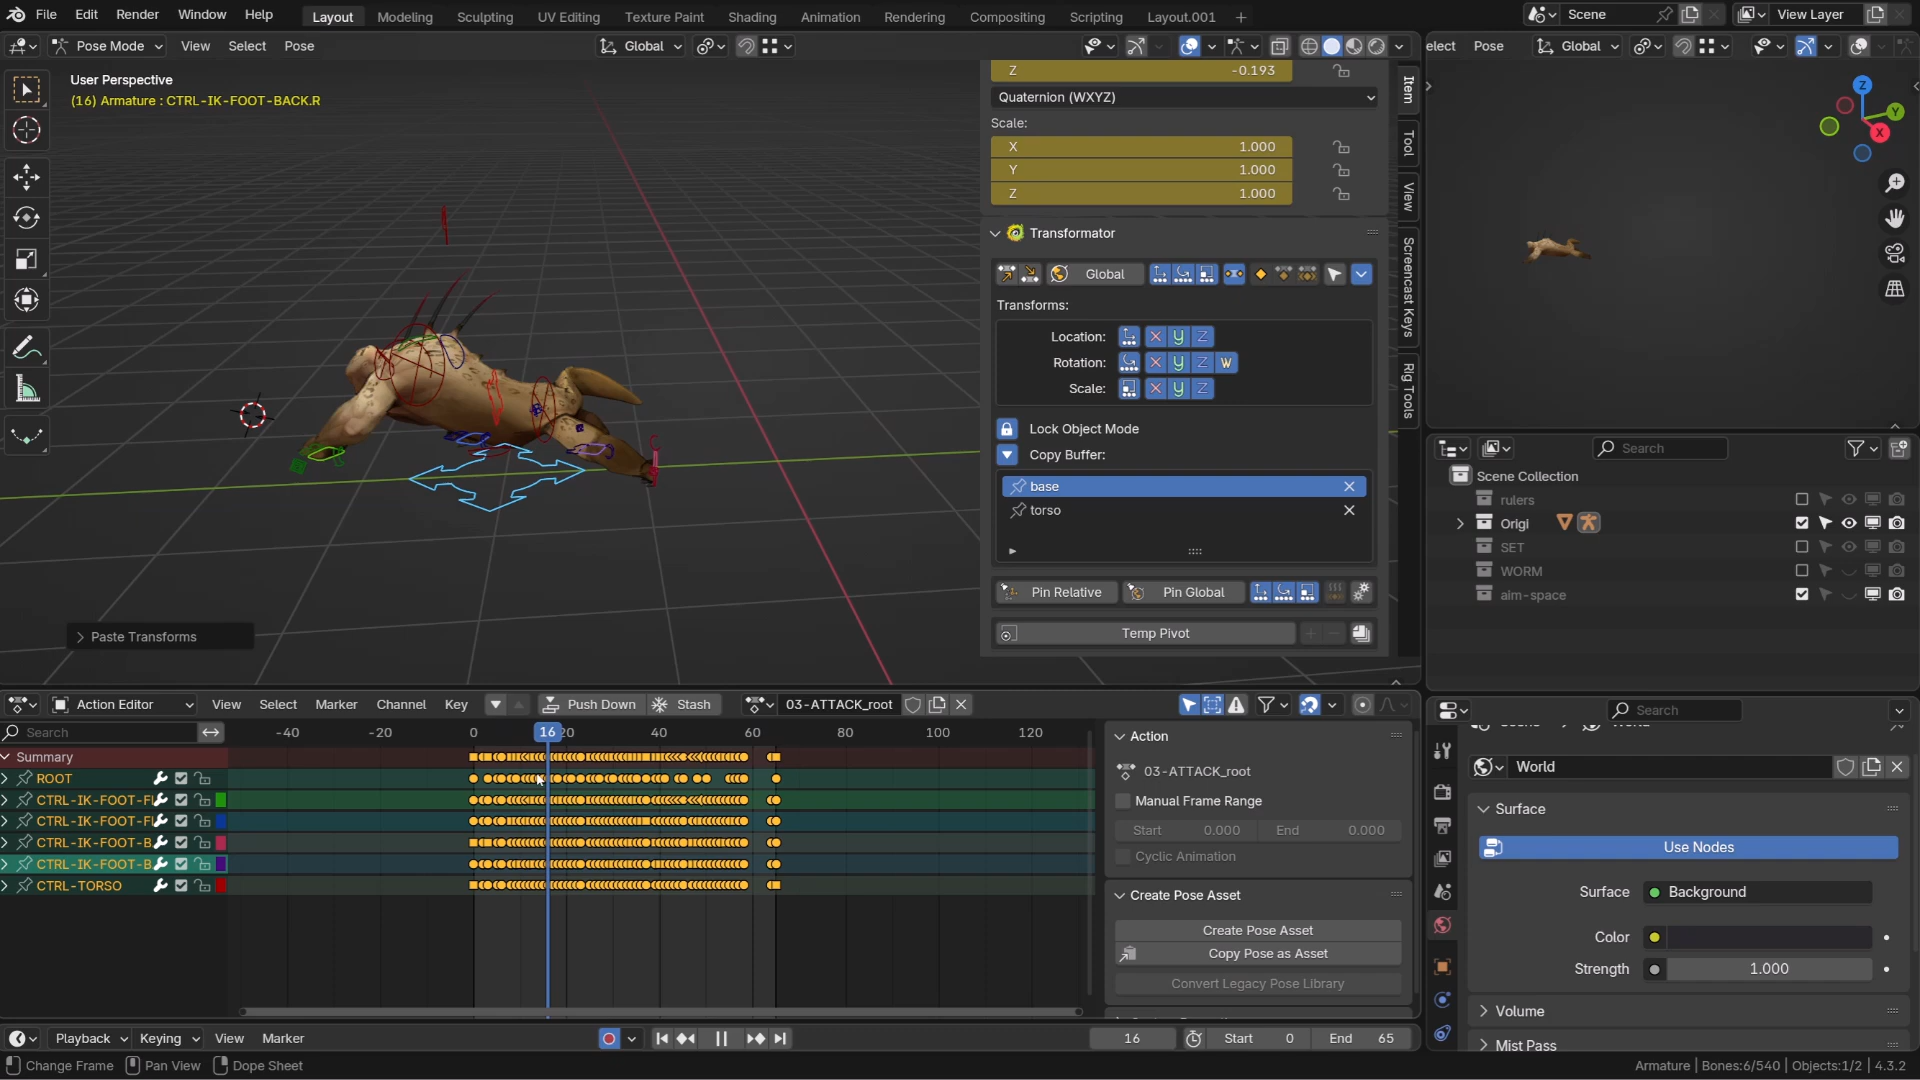 File Edit Render Window Help Layout Modeling Sculpting UV Editing Texture Paint Shading Animation Rendering Compositing Scripting Layout.001 + Scene View Layer
Pose Mode View Select Pose Global elect Pose Global
User Perspective
(16) Armature : CTRL-IK-FOOT-BACK.R
Z -0.193
Quaternion (WXYZ)
Scale:
X 1.000
Y 1.000
Z 1.000
Transformator
Global
Transforms:
Location: X Y Z
Rotation: X Y Z W
Scale: X Y Z
Lock Object Mode
Copy Buffer:
base
torso
Pin Relative Pin Global
Temp Pivot
Item
Tool
View
Screencast Keys
Rig Tools
Paste Transforms
Z
Y
X
Search
Scene Collection
rulers
Origi
SET
WORM
aim-space
Action Editor View Select Marker Channel Key Push Down Stash 03-ATTACK_root
Search
-40 -20 0 16 20 40 60 80 100 120
Summary
ROOT
CTRL-IK-FOOT-F
CTRL-IK-FOOT-F
CTRL-IK-FOOT-B
CTRL-IK-FOOT-B
CTRL-TORSO
Action
03-ATTACK_root
Manual Frame Range
Start 0.000 End 0.000
Cyclic Animation
Create Pose Asset
Create Pose Asset
Copy Pose as Asset
Convert Legacy Pose Library
Search
World
Surface
Use Nodes
Surface Background
Color
Strength 1.000
Volume
Mist Pass
Playback Keying View Marker 16 Start 0 End 65
Change Frame Pan View Dope Sheet Armature | Bones:6/540 | Objects:1/2 | 4.3.2